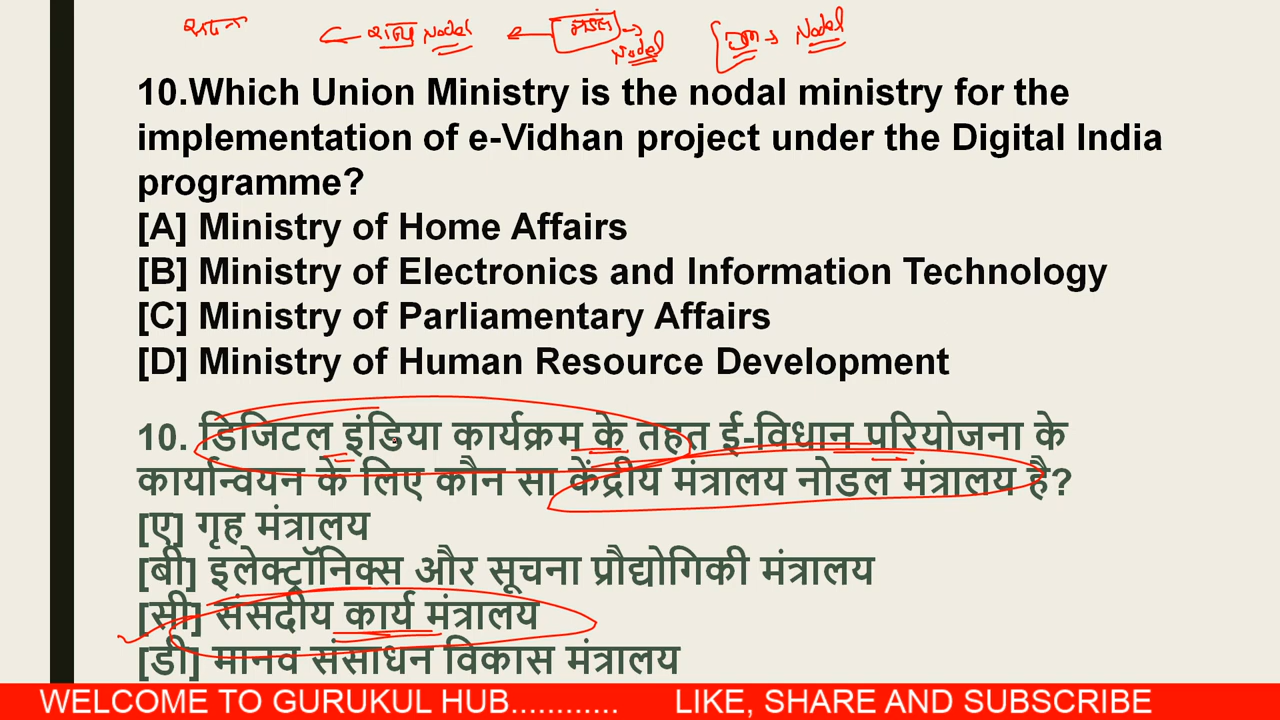 Nodal
Nodal
Nodal
10.Which Union Ministry is the nodal ministry for the
implementation of e-Vidhan project under the Digital India
programme?
[A] Ministry of Home Affairs
[B] Ministry of Electronics and Information Technology
[C] Ministry of Parliamentary Affairs
[D] Ministry of Human Resource Development
10. डिजिटल इंडिया कार्यक्रम के तहत ई-विधान परियोजना के
कार्यान्वयन के लिए कौन सा केंद्रीय मंत्रालय नोडल मंत्रालय है?
[ए] गृह मंत्रालय
[बी] इलेक्ट्रॉनिक्स और सूचना प्रौद्योगिकी मंत्रालय
[सी] संसदीय कार्य मंत्रालय
[डी] मानव संसाधन विकास मंत्रालय
WELCOME TO GURUKUL HUB............ LIKE, SHARE AND SUBSCRIBE